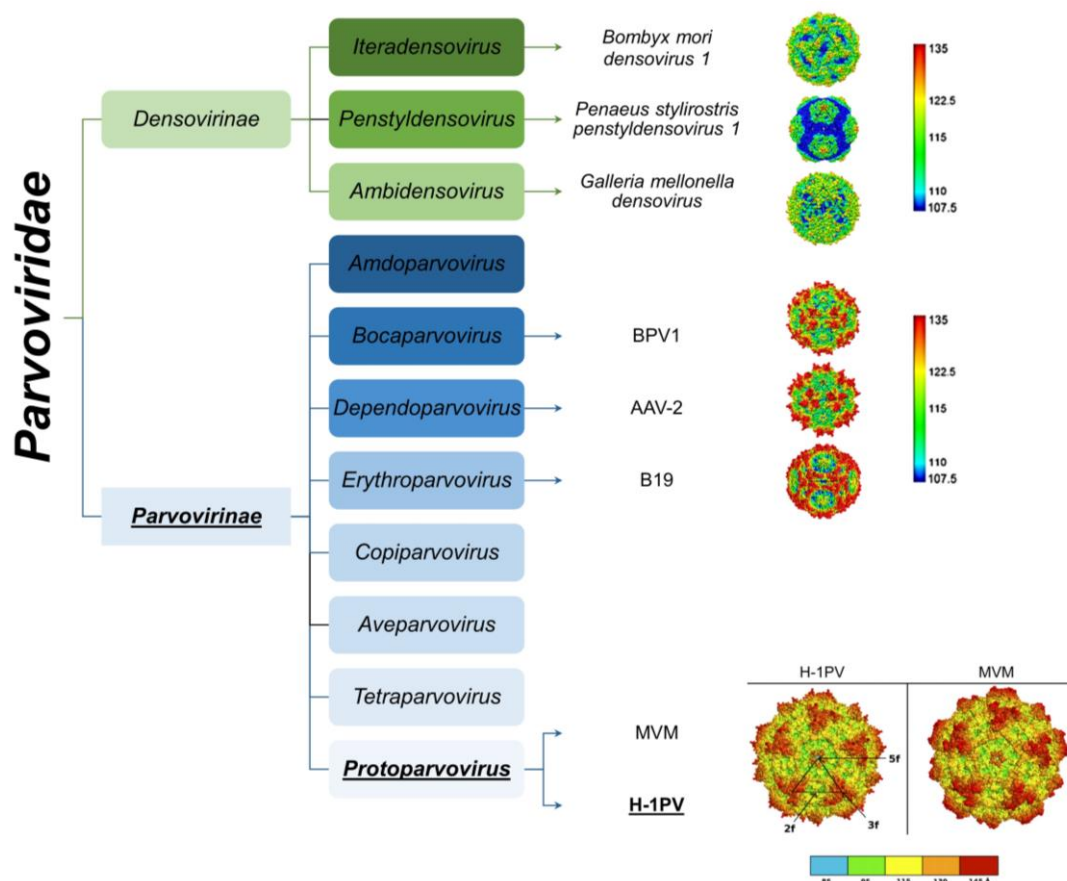 Parvoviridae
Densovirinae
Iteradensovirus
Bombyx mori
densovirus 1
Penstyldensovirus
Penaeus stylirostris
penstyldensovirus 1
Ambidensovirus
Galleria mellonella
densovirus
135
122.5
115
110
107.5
Parvovirinae
Amdoparvovirus
Bocaparvovirus
BPV1
Dependoparvovirus
AAV-2
Erythroparvovirus
B19
135
122.5
115
110
107.5
Copiparvovirus
Aveparvovirus
Tetraparvovirus
Protoparvovirus
MVM
H-1PV
H-1PV
MVM
5f
2f
3f